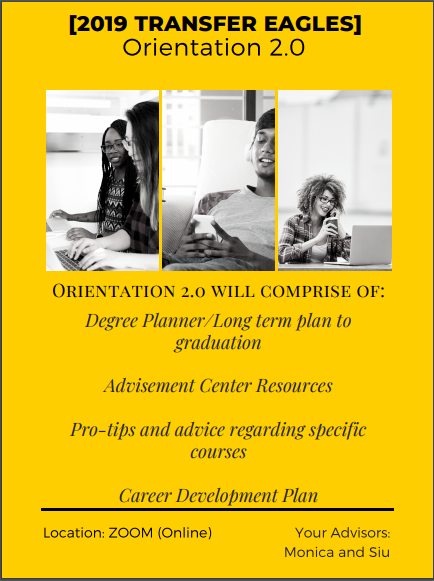 [2019 TRANSFER EAGLES]
Orientation 2.0
Orientation 2.0 will comprise of:
Degree Planner/Long term plan to
graduation
Advisement Center Resources
Pro-tips and advice regarding specific
courses
Career Development Plan
Location: ZOOM (Online)
Your Advisors:
Monica and Siu